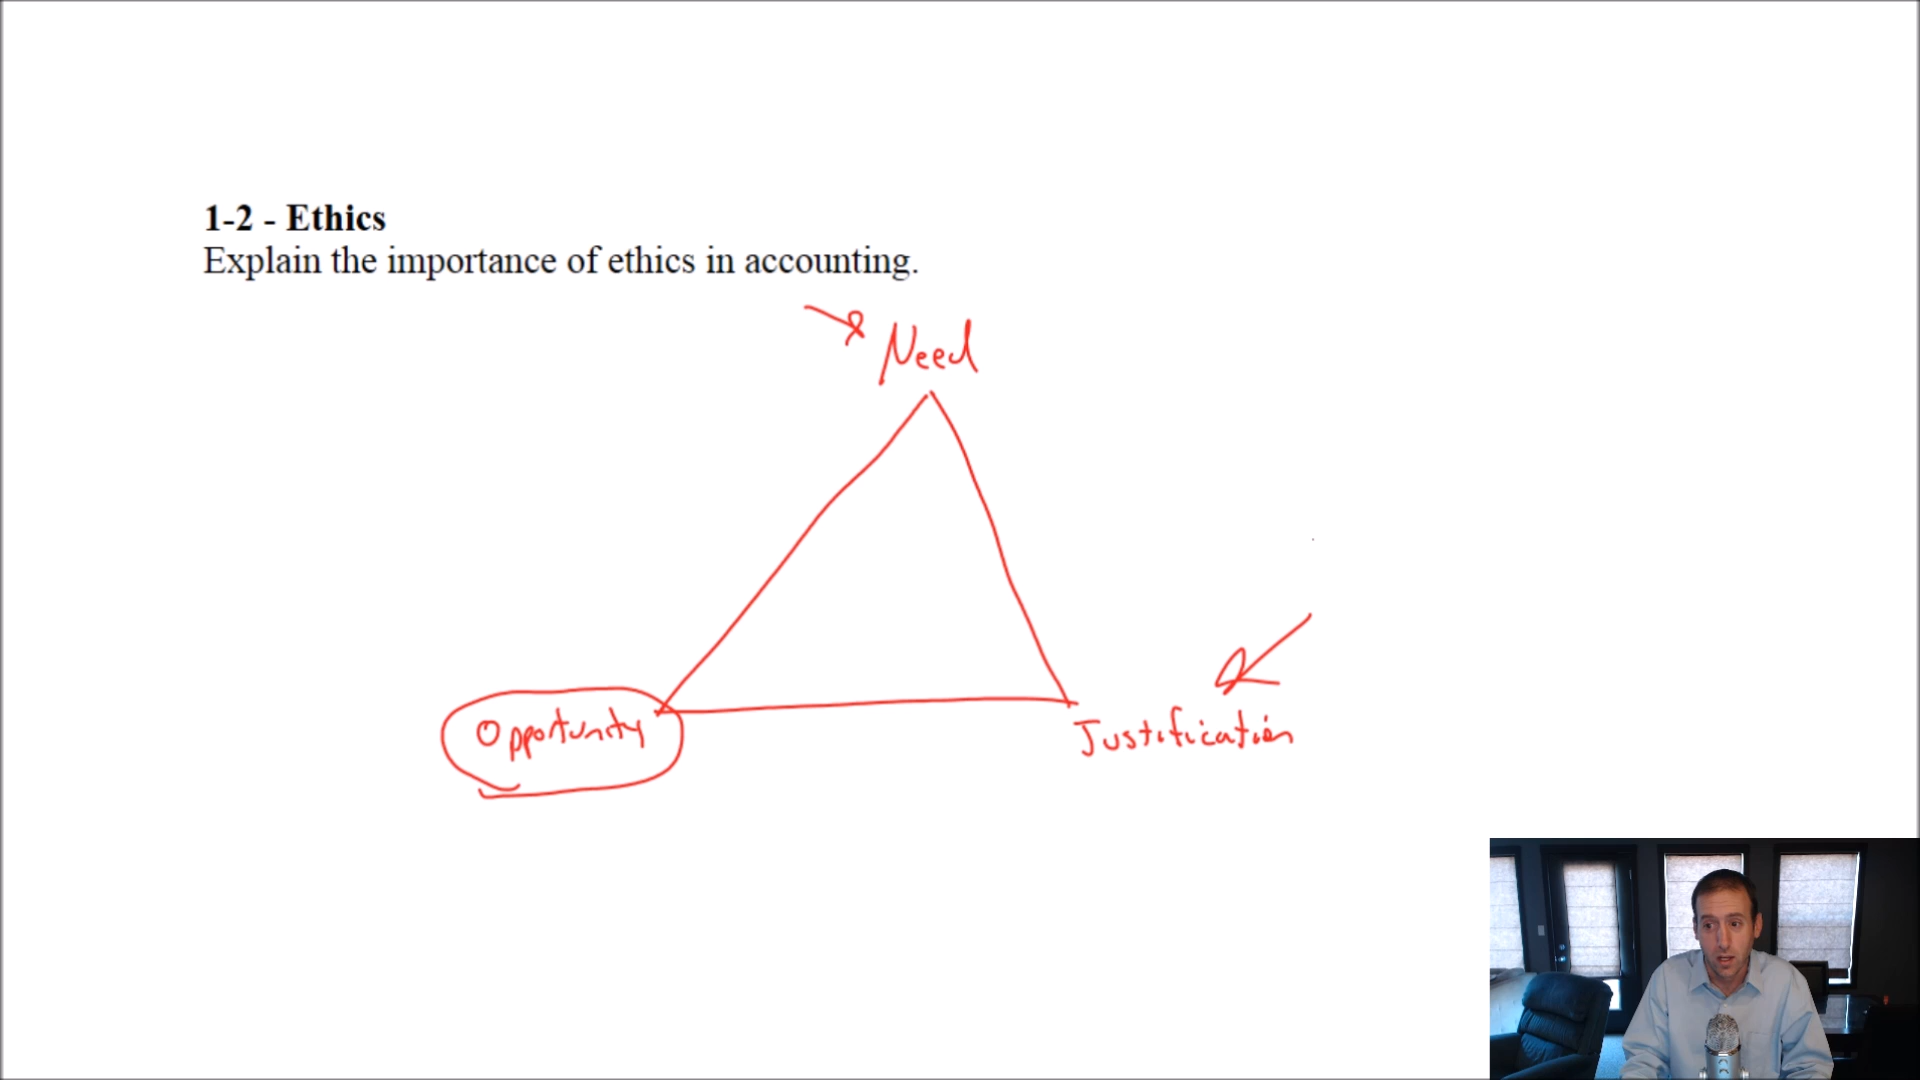 1-2 - Ethics
Explain the importance of ethics in accounting.
Need
Opportunity
Justification